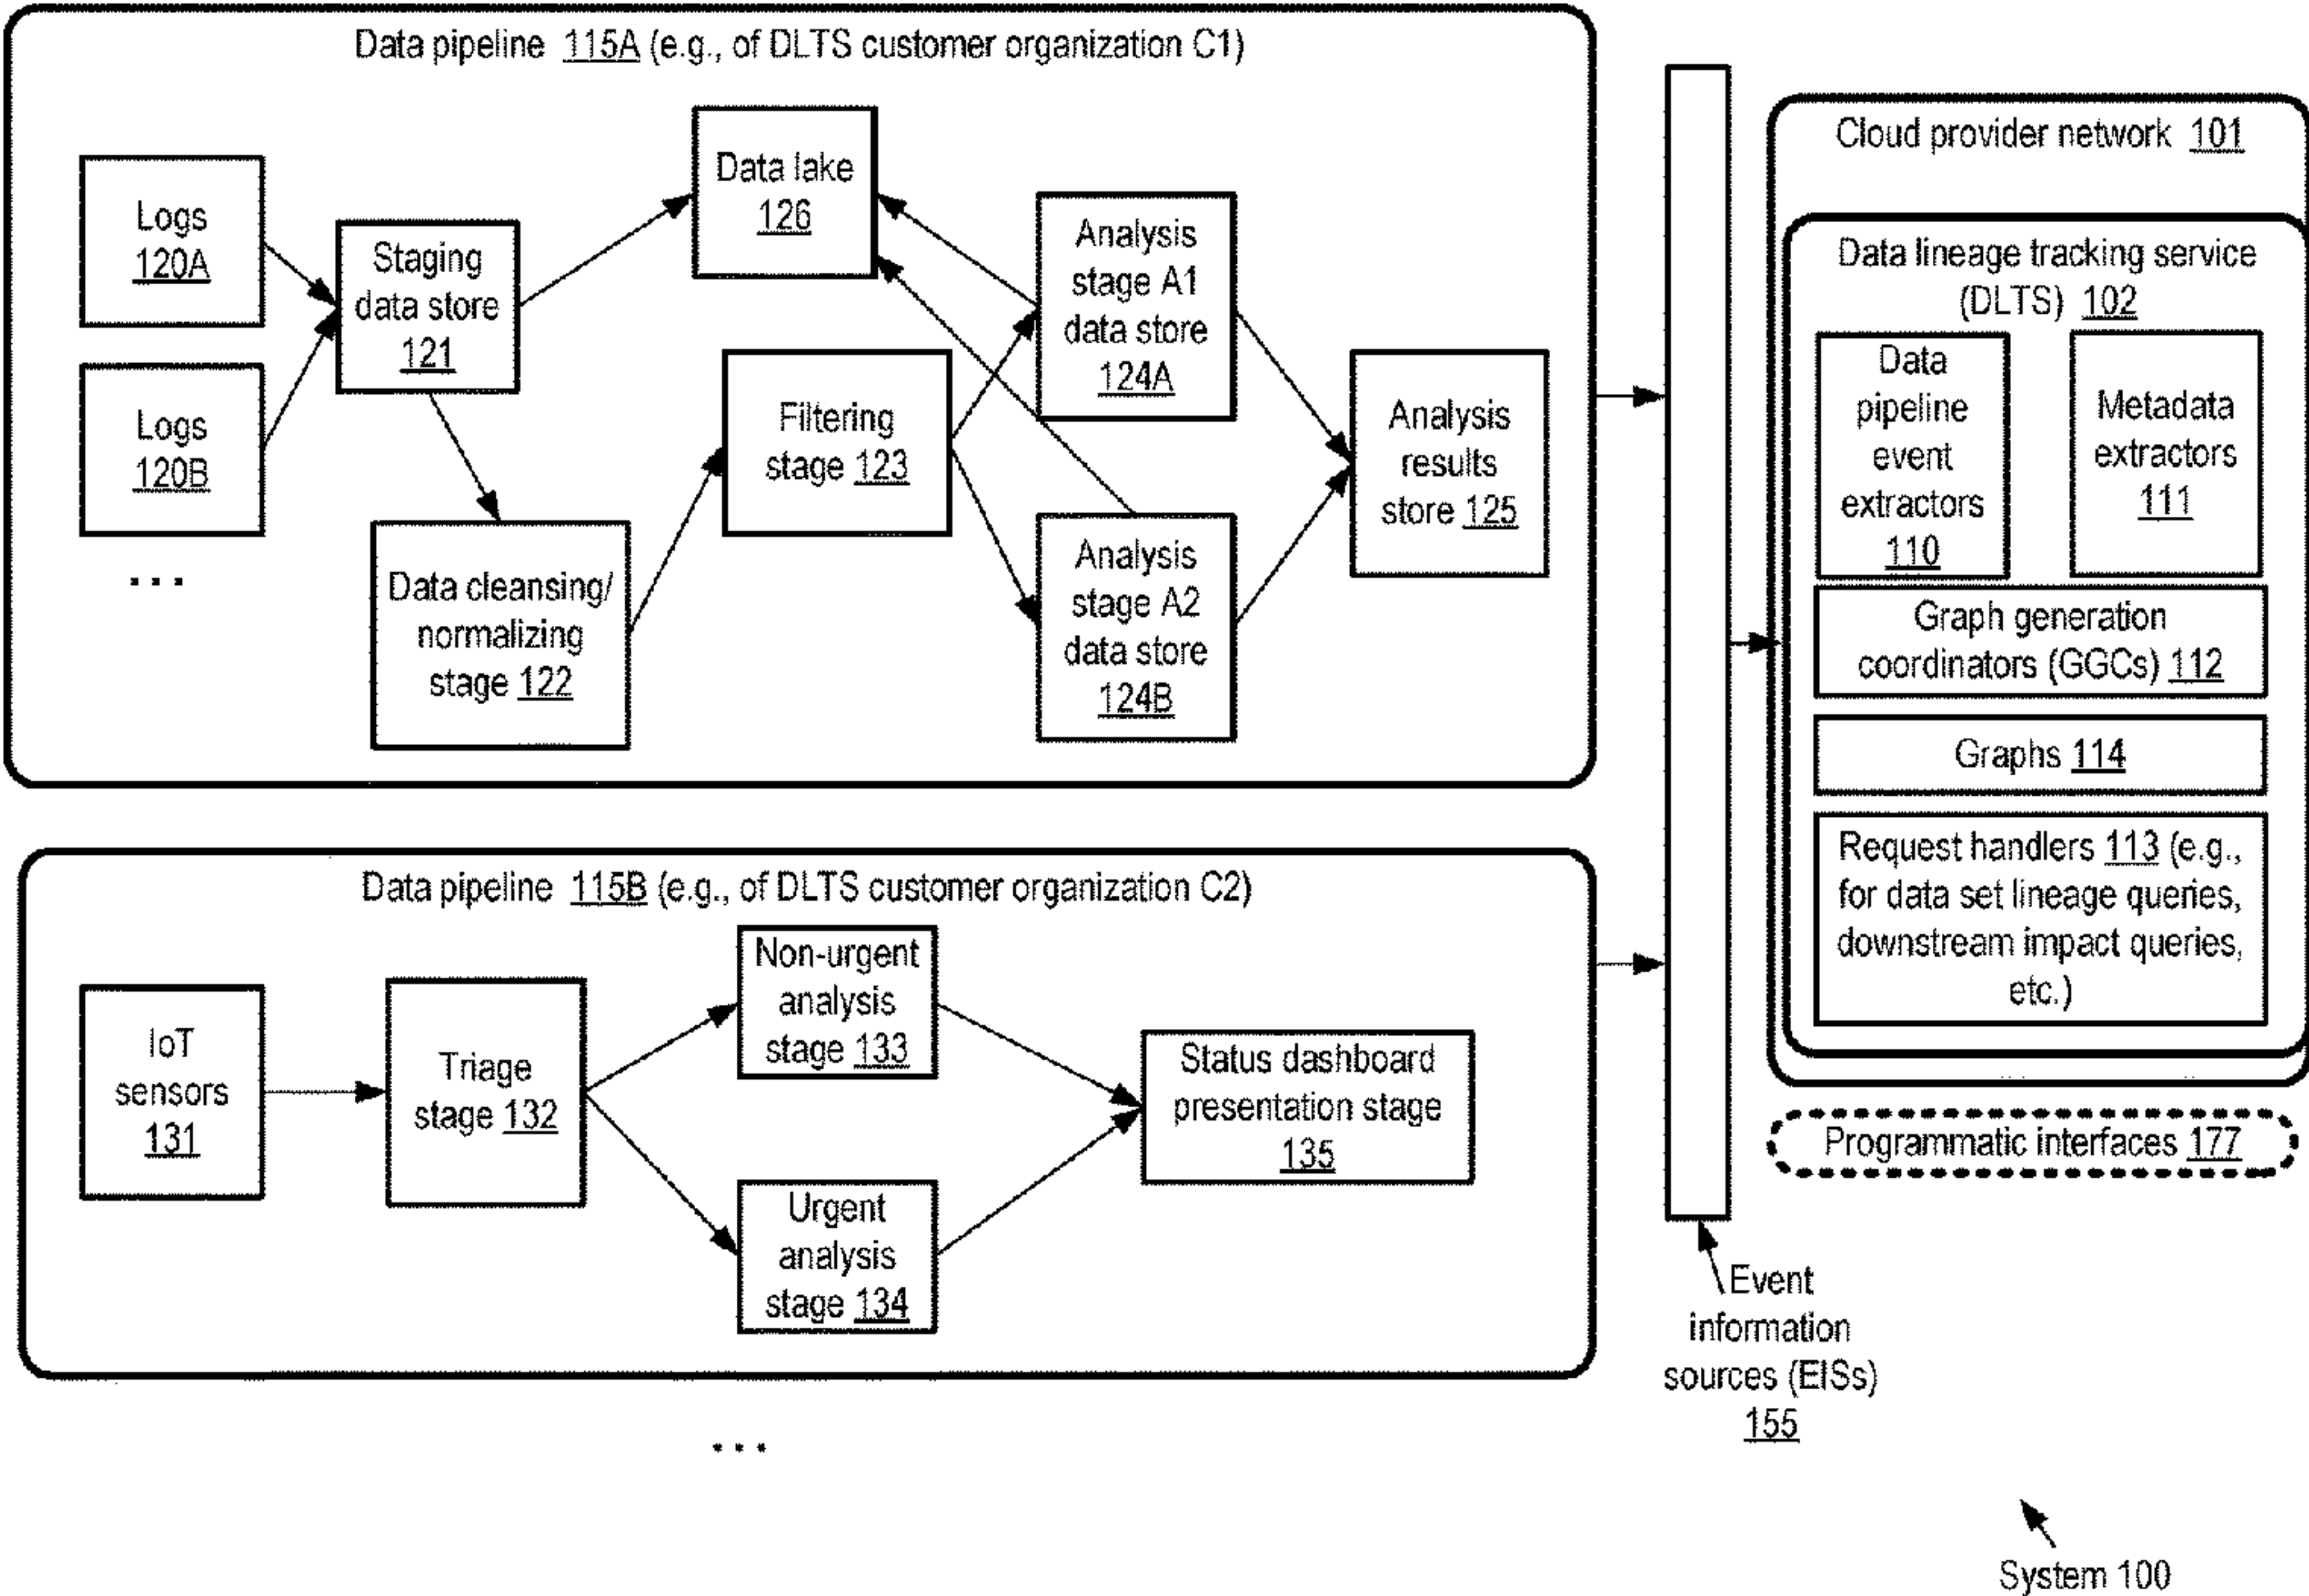 Data pipeline 115A (e.g., of DLTS customer organization C1)
Logs
120A
Logs
120B
...
Staging
data store
121
Data cleansing/
normalizing
stage 122
Data lake
126
Filtering
stage 123
Analysis
stage A1
data store
124A
Analysis
stage A2
data store
124B
Analysis
results
store 125
Data pipeline 115B (e.g., of DLTS customer organization C2)
IoT
sensors
131
Triage
stage 132
Non-urgent
analysis
stage 133
Urgent
analysis
stage 134
Status dashboard
presentation stage
135
...
Event
information
sources (EISs)
155
Cloud provider network 101
Data lineage tracking service
(DLTS) 102
Data
pipeline
event
extractors
110
Metadata
extractors
111
Graph generation
coordinators (GGCs) 112
Graphs 114
Request handlers 113 (e.g.,
for data set lineage queries,
downstream impact queries,
etc.)
Programmatic interfaces 177
System 100